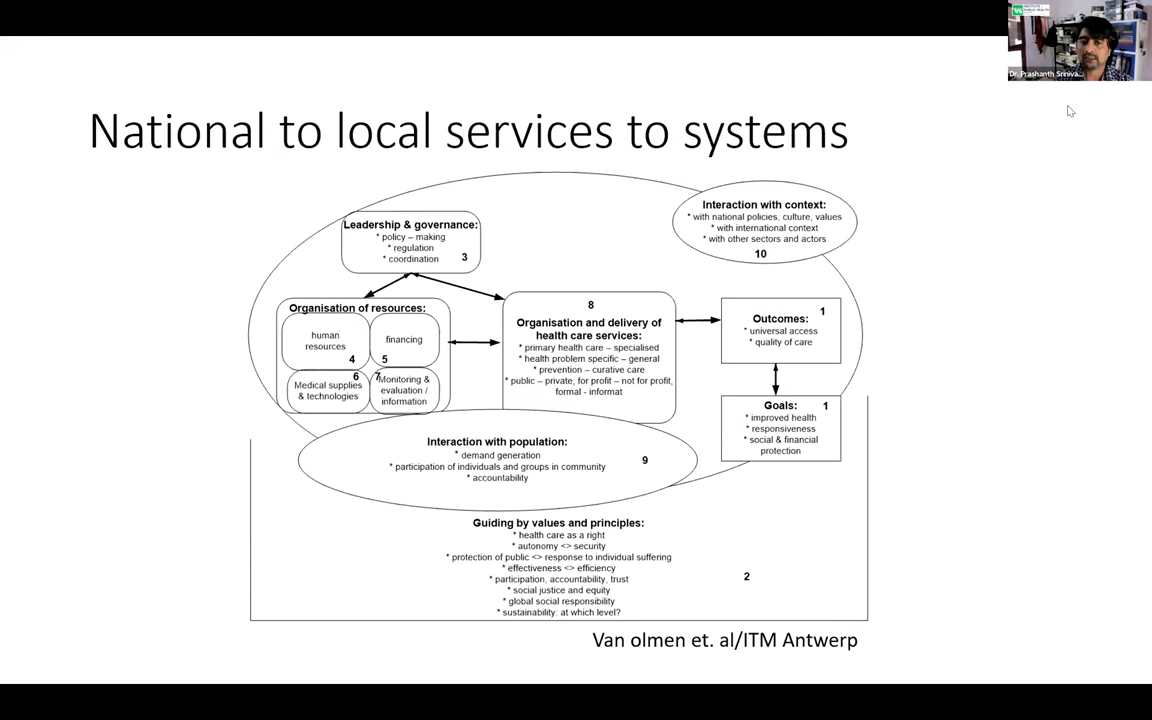 INSTITUTE
PUBLIC HEALTH
Dr. Prashanth Sriniva...
National to local services to systems
Interaction with context:
* with national policies, culture, values
* with international context
* with other sectors and actors
10
Leadership & governance:
* policy – making
* regulation
* coordination
3
Organisation of resources:
human
resources
4
financing
5
6
Medical supplies
& technologies
7
Monitoring &
evaluation /
information
8
Organisation and delivery of
health care services:
* primary health care – specialised
* health problem specific – general
* prevention – curative care
* public – private, for profit – not for profit,
formal - informat
Outcomes:
1
* universal access
* quality of care
Goals:
1
* improved health
* responsiveness
* social & financial
protection
Interaction with population:
* demand generation
* participation of individuals and groups in community
* accountability
9
Guiding by values and principles:
* health care as a right
* autonomy <> security
* protection of public <> response to individual suffering
* effectiveness <> efficiency
* participation, accountability, trust
* social justice and equity
* global social responsibility
* sustainability: at which level?
2
Van olmen et. al/ITM Antwerp